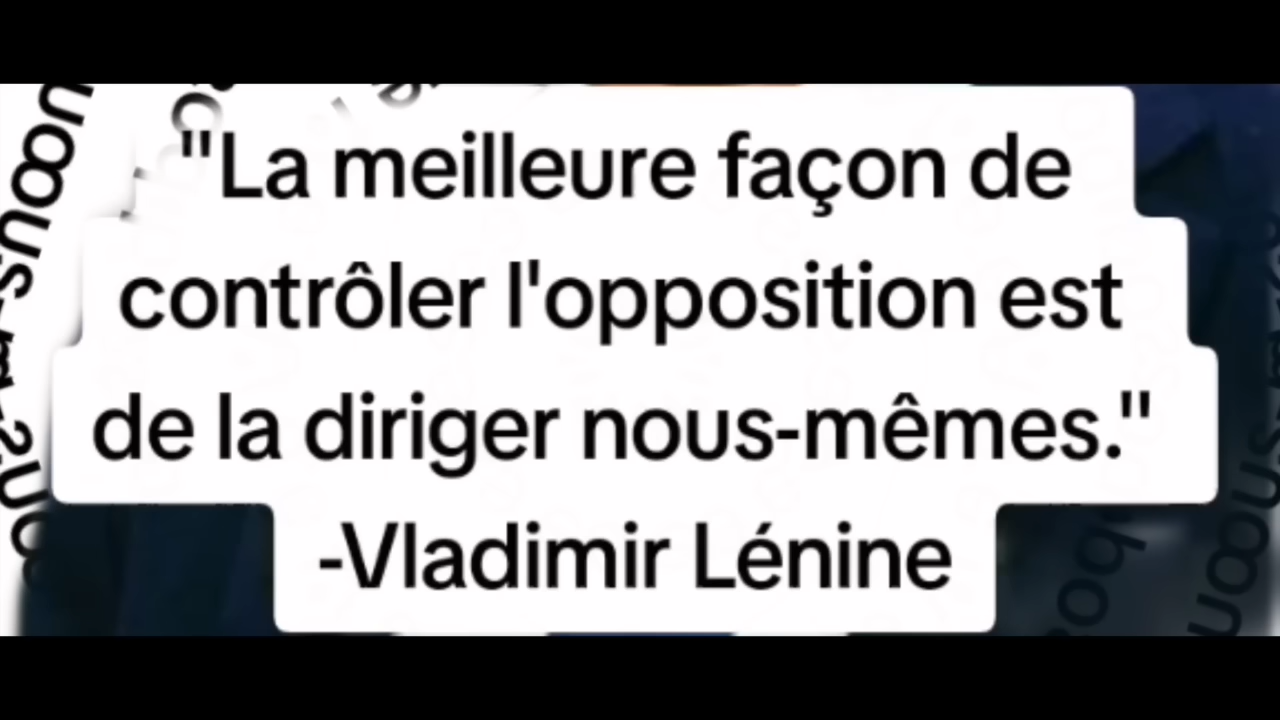 "La meilleure façon de
contrôler l'opposition est
de la diriger nous-mêmes."
-Vladimir Lénine